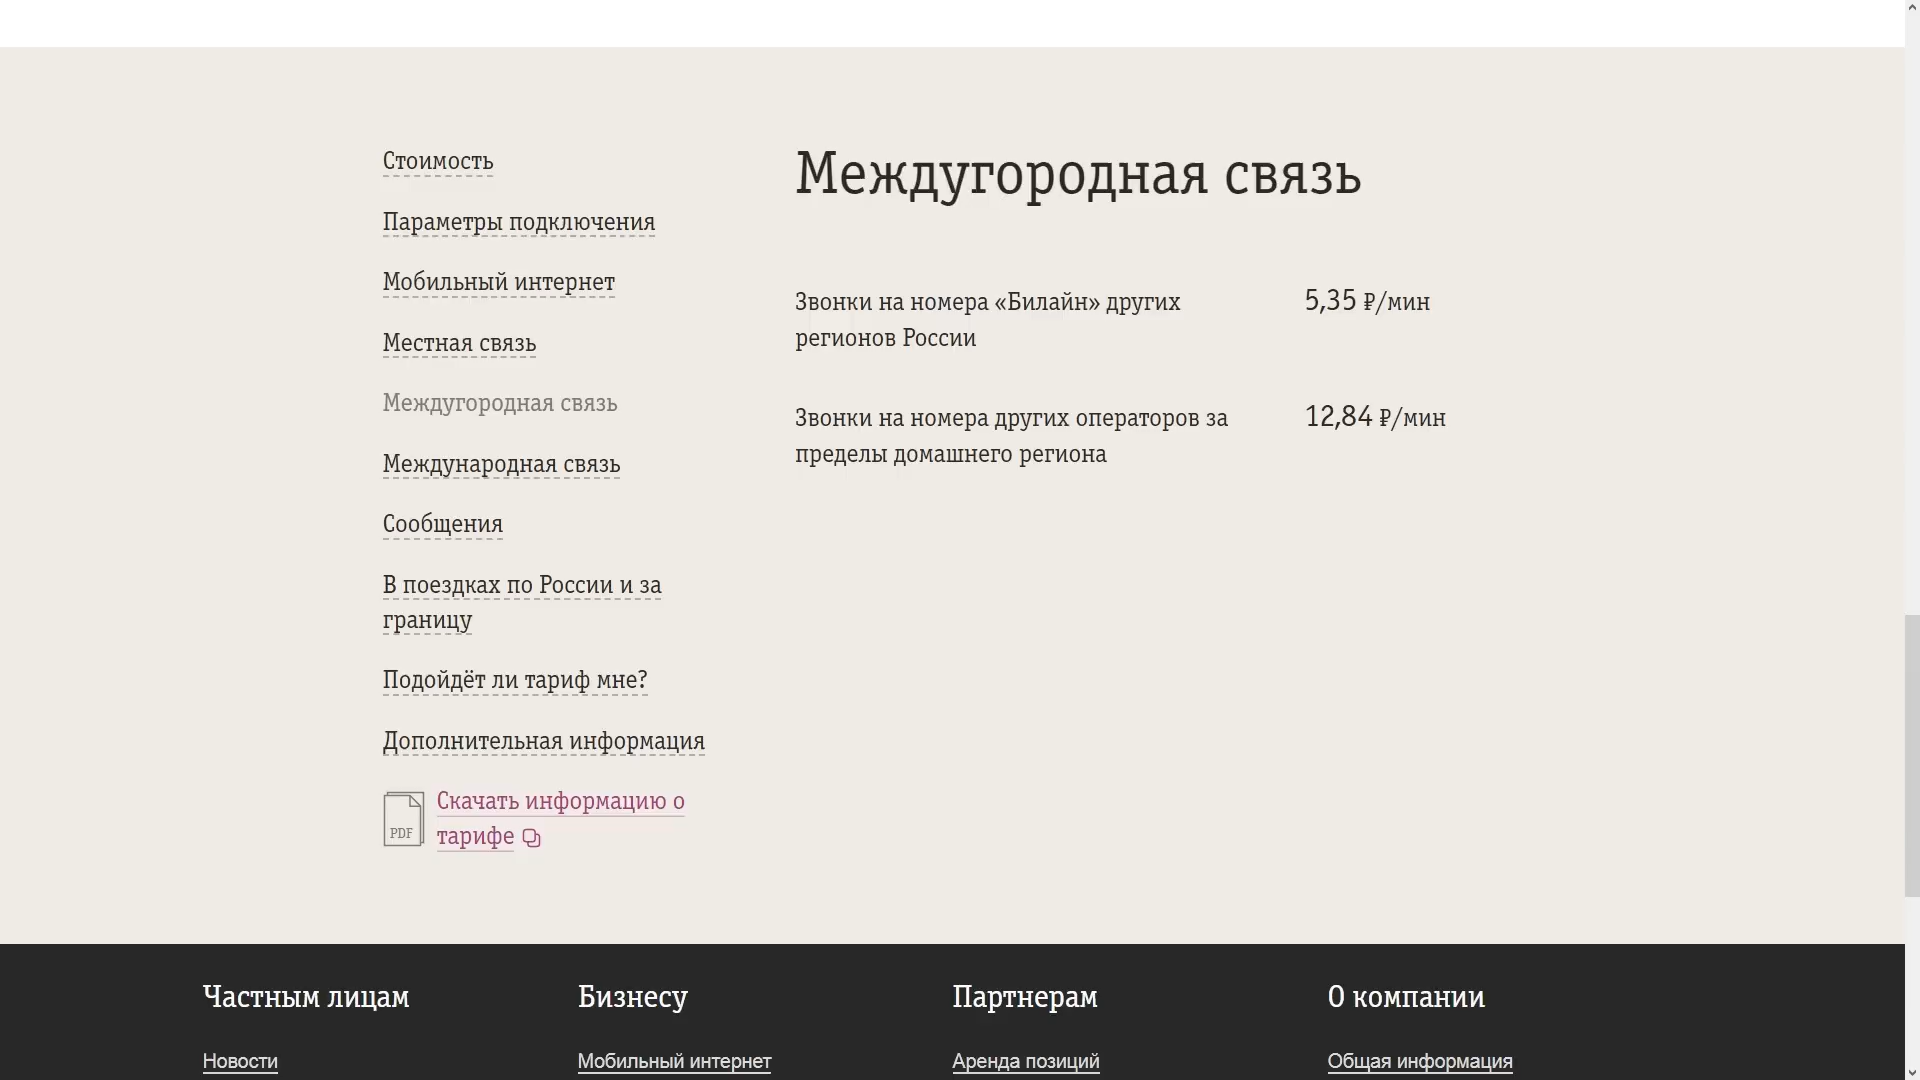 Стоимость
Параметры подключения
Мобильный интернет
Местная связь
Междугородная связь
Международная связь
Сообщения
В поездках по России и за
границу
Подойдёт ли тариф мне?
Дополнительная информация
PDF
Скачать информацию о
тарифе
Междугородная связь
Звонки на номера «Билайн» других
регионов России
5,35 ₽/мин
Звонки на номера других операторов за
пределы домашнего региона
12,84 ₽/мин
Частным лицам
Новости
Бизнесу
Мобильный интернет
Партнерам
Аренда позиций
О компании
Общая информация